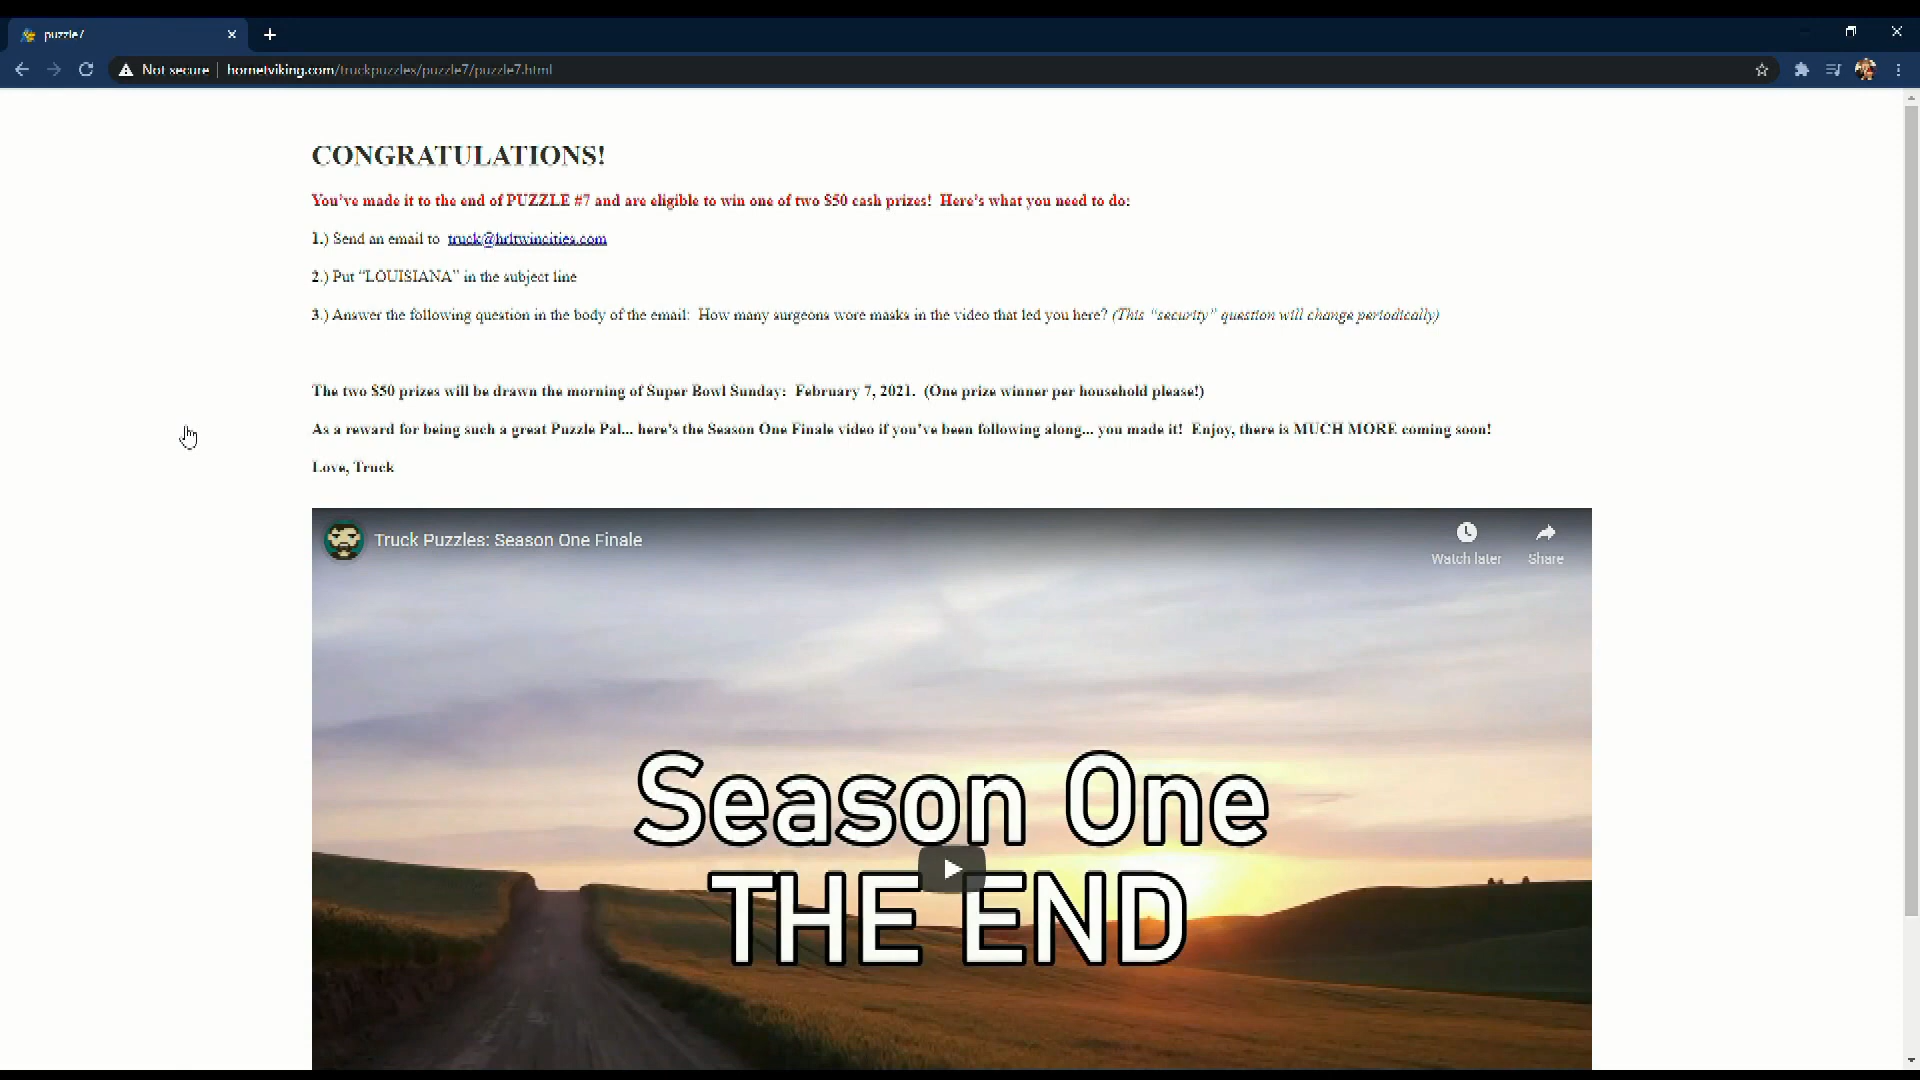 puzzle7
Not secure
hornetviking.com/truckpuzzles/puzzle7/puzzle7.html
CONGRATULATIONS!
You've made it to the end of PUZZLE #7 and are eligible to win one of two $50 cash prizes!  Here's what you need to do:
1.) Send an email to  truck@hrltwincities.com
2.) Put “LOUISIANA” in the subject line
3.) Answer the following question in the body of the email:  How many surgeons wore masks in the video that led you here? (This “security” question will change periodically)
The two $50 prizes will be drawn the morning of Super Bowl Sunday:  February 7, 2021.  (One prize winner per household please!)
As a reward for being such a great Puzzle Pal... here's the Season One Finale video if you've been following along... you made it!  Enjoy, there is MUCH MORE coming soon!
Love, Truck
Truck Puzzles: Season One Finale
Watch later
Share
Season One
THE END